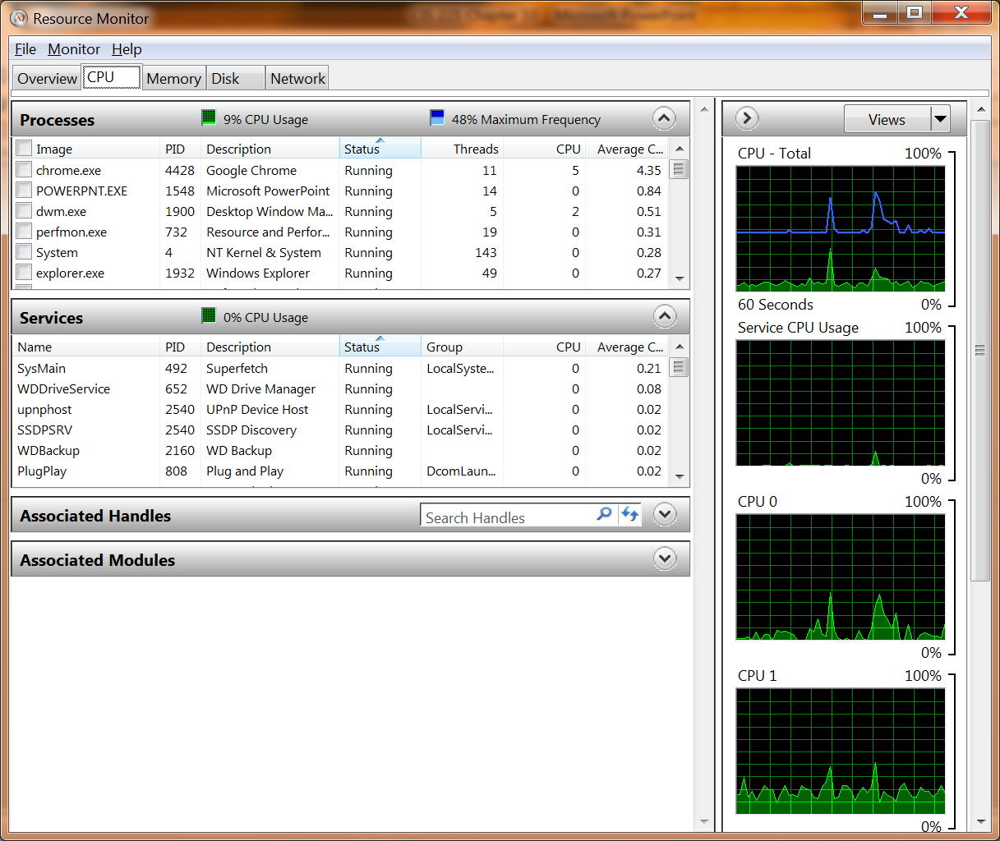 Resource Monitor
File Monitor Help
Overview CPU Memory Disk Network
Processes 9% CPU Usage 48% Maximum Frequency
Image PID Description Status Threads CPU Average C...
chrome.exe 4428 Google Chrome Running 11 5 4.35
POWERPNT.EXE 1548 Microsoft PowerPoint Running 14 0 0.84
dwm.exe 1900 Desktop Window Ma... Running 5 2 0.51
perfmon.exe 732 Resource and Perfor... Running 19 0 0.31
System 4 NT Kernel & System Running 143 0 0.28
explorer.exe 1932 Windows Explorer Running 49 0 0.27
Services 0% CPU Usage
Name PID Description Status Group CPU Average C...
SysMain 492 Superfetch Running LocalSyste... 0 0.21
WDDriveService 652 WD Drive Manager Running 0 0.08
upnphost 2540 UPnP Device Host Running LocalServi... 0 0.02
SSDPSRV 2540 SSDP Discovery Running LocalServi... 0 0.02
WDBackup 2160 WD Backup Running 0 0.02
PlugPlay 808 Plug and Play Running DcomLaun... 0 0.02
Associated Handles Search Handles
Associated Modules
Views
CPU - Total 100%
60 Seconds 0%
Service CPU Usage 100%
0%
CPU 0 100%
0%
CPU 1 100%
0%